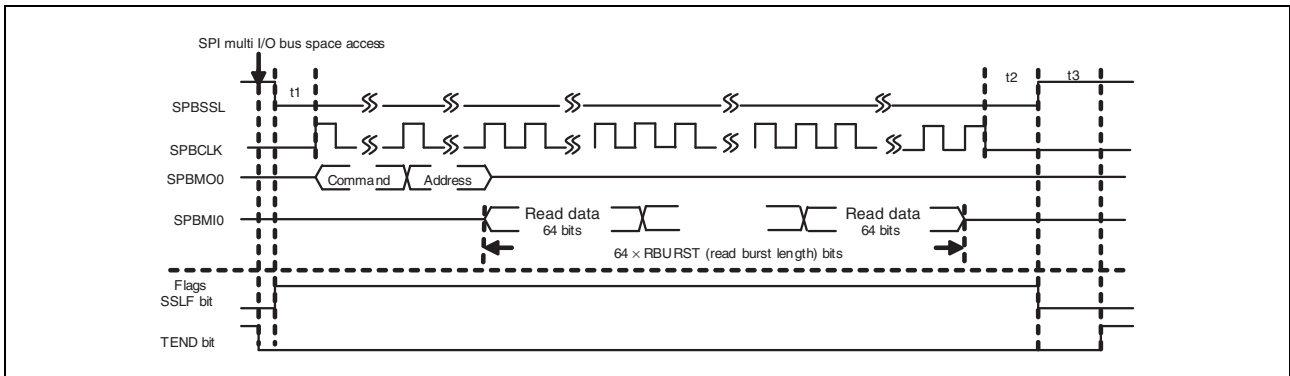 SPI multi I/O bus space access
t1
t2
t3
SPBSSL
SPBCLK
SPBMO0
Command
Address
SPBMI0
Read data
64 bits
Read data
64 bits
64 × RBURST (read burst length) bits
Flags
SSLF bit
TEND bit